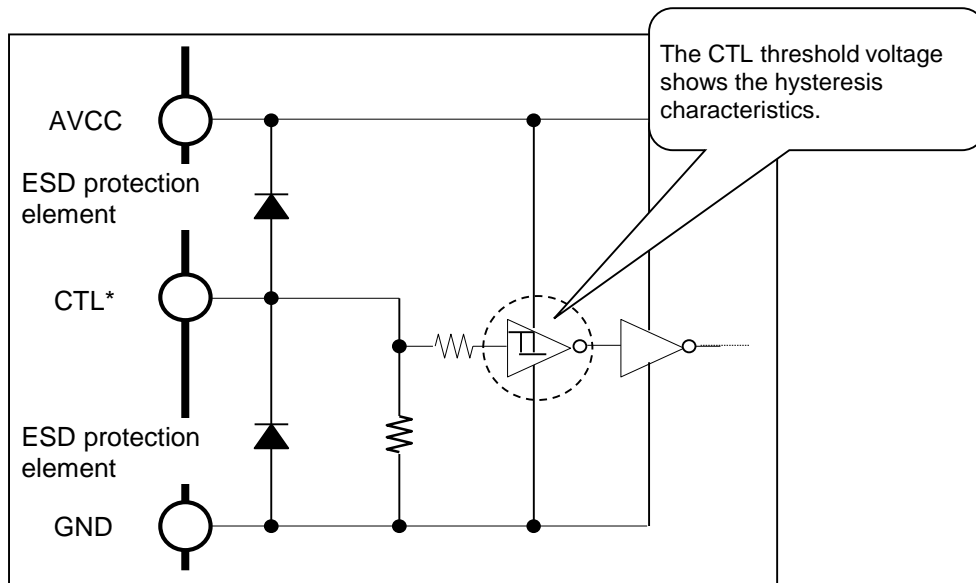 The CTL threshold voltage
shows the hysteresis
characteristics.
AVCC
ESD protection
element
CTL*
ESD protection
element
GND